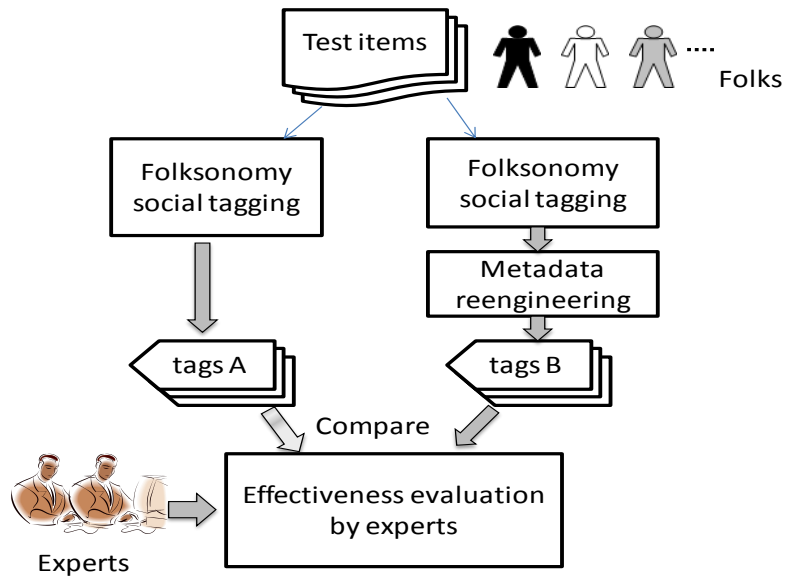 Test items
....
Folks
Folksonomy
social tagging
Folksonomy
social tagging
Metadata
reengineering
tags A
tags B
Compare
Effectiveness evaluation
by experts
Experts